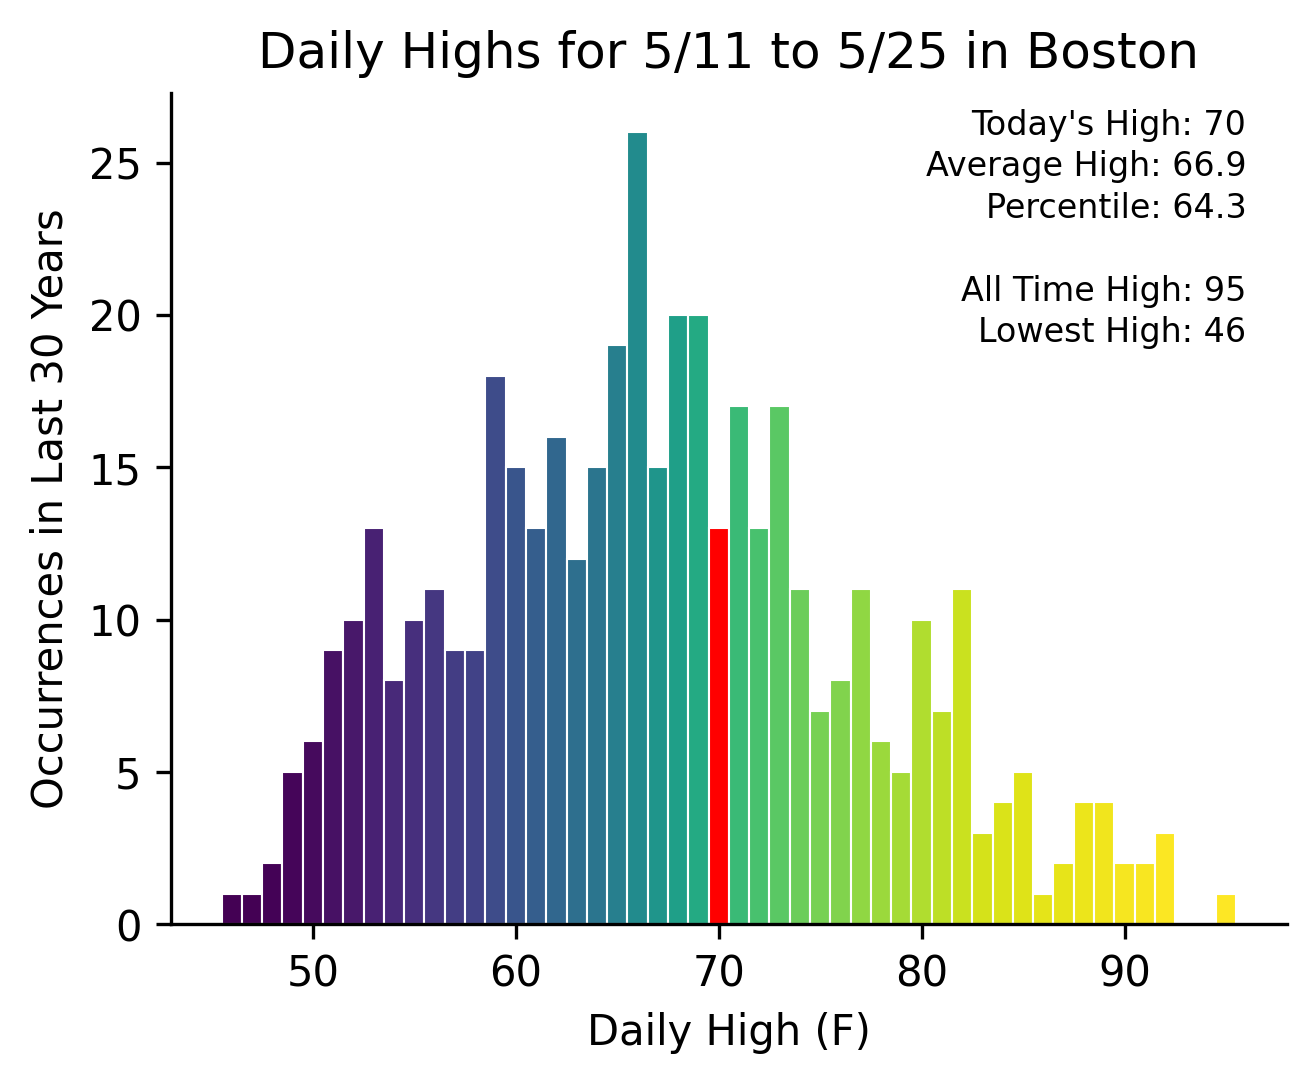 Daily Highs for 5/11 to 5/25 in Boston
Today's High: 70
Average High: 66.9
Percentile: 64.3
All Time High: 95
Lowest High: 46
Occurrences in Last 30 Years
25
20
15
10
5
0
50 60 70 80 90
Daily High (F)